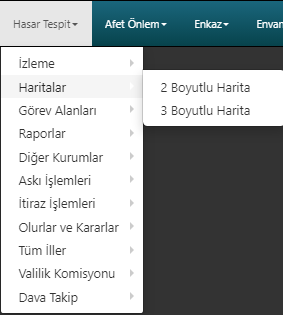 Hasar Tespit Afet Önlem Enkaz
İzleme
Haritalar
2 Boyutlu Harita
Görev Alanları
3 Boyutlu Harita
Raporlar
Diğer Kurumlar
Askı İşlemleri
İtiraz İşlemleri
Olurlar ve Kararlar
Tüm İller
Valilik Komisyonu
Dava Takip